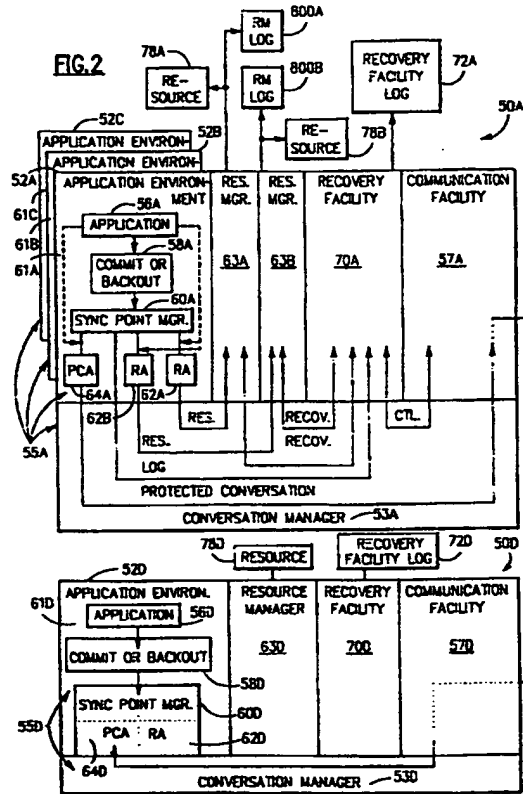 FIG.2
78A
RE-
SOURCE
RM
LOG
800A
RM
LOG
800B
RE-
SOURCE
78B
RECOVERY
FACILITY
LOG
72A
50A
52C
APPLICATION ENVIRON-
52B
APPLICATION ENVIRON-
52A
APPLICATION ENVIRON-
MENT
61C
61B
61A
56A
APPLICATION
58A
COMMIT OR
BACKOUT
60A
SYNC POINT MGR.
PCA
RA
RA
64A
62B
62A
55A
RES.
MGR.
63A
RES.
MGR.
63B
RECOVERY
FACILITY
70A
COMMUNICATION
FACILITY
57A
RES.
RECOV.
CTL.
RES.
RECOV.
LOG
PROTECTED CONVERSATION
CONVERSATION MANAGER
53A
78D
RESOURCE
RECOVERY
FACILITY LOG
72D
50D
52D
APPLICATION ENVIRON.
61D
APPLICATION
56D
COMMIT OR BACKOUT
58D
SYNC POINT MGR.
60D
PCA
RA
62D
64D
55D
RESOURCE
MANAGER
63D
RECOVERY
FACILITY
70D
COMMUNICATION
FACILITY
57D
CONVERSATION MANAGER
53D